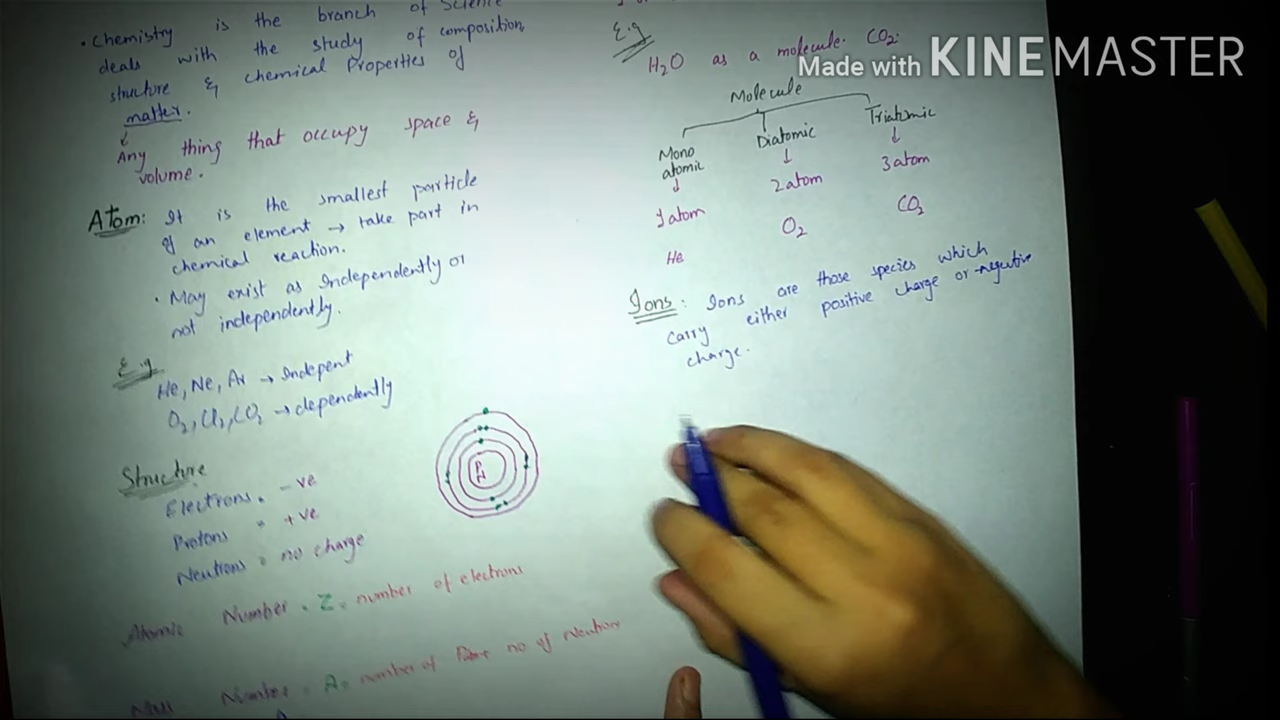 • Chemistry is the branch of Science
deals with the study of composition,
structure & chemical Properties of
matter.
Any thing that occupy space &
volume.
Atom: It is the smallest particle
of an element → take part in
chemical reaction.
• May exist as Independently or
not independently.
E.g
He, Ne, Ar → Indepent
O2, Cl2, CO2 → dependently
Structure
Electrons = -ve
Protons = +ve
Neutrons = no charge
Atomic Number = Z = number of electrons
Number = A = number of no of Neutron
E.g
H2O as a molecule. CO2.
Made with KINEMASTER
Molecule
Mono atomic Diatomic Triatomic
1 atom 2 atom 3 atom
He O2 CO2
Ions: Ions are those species which
carry either positive charge or negative
charge.